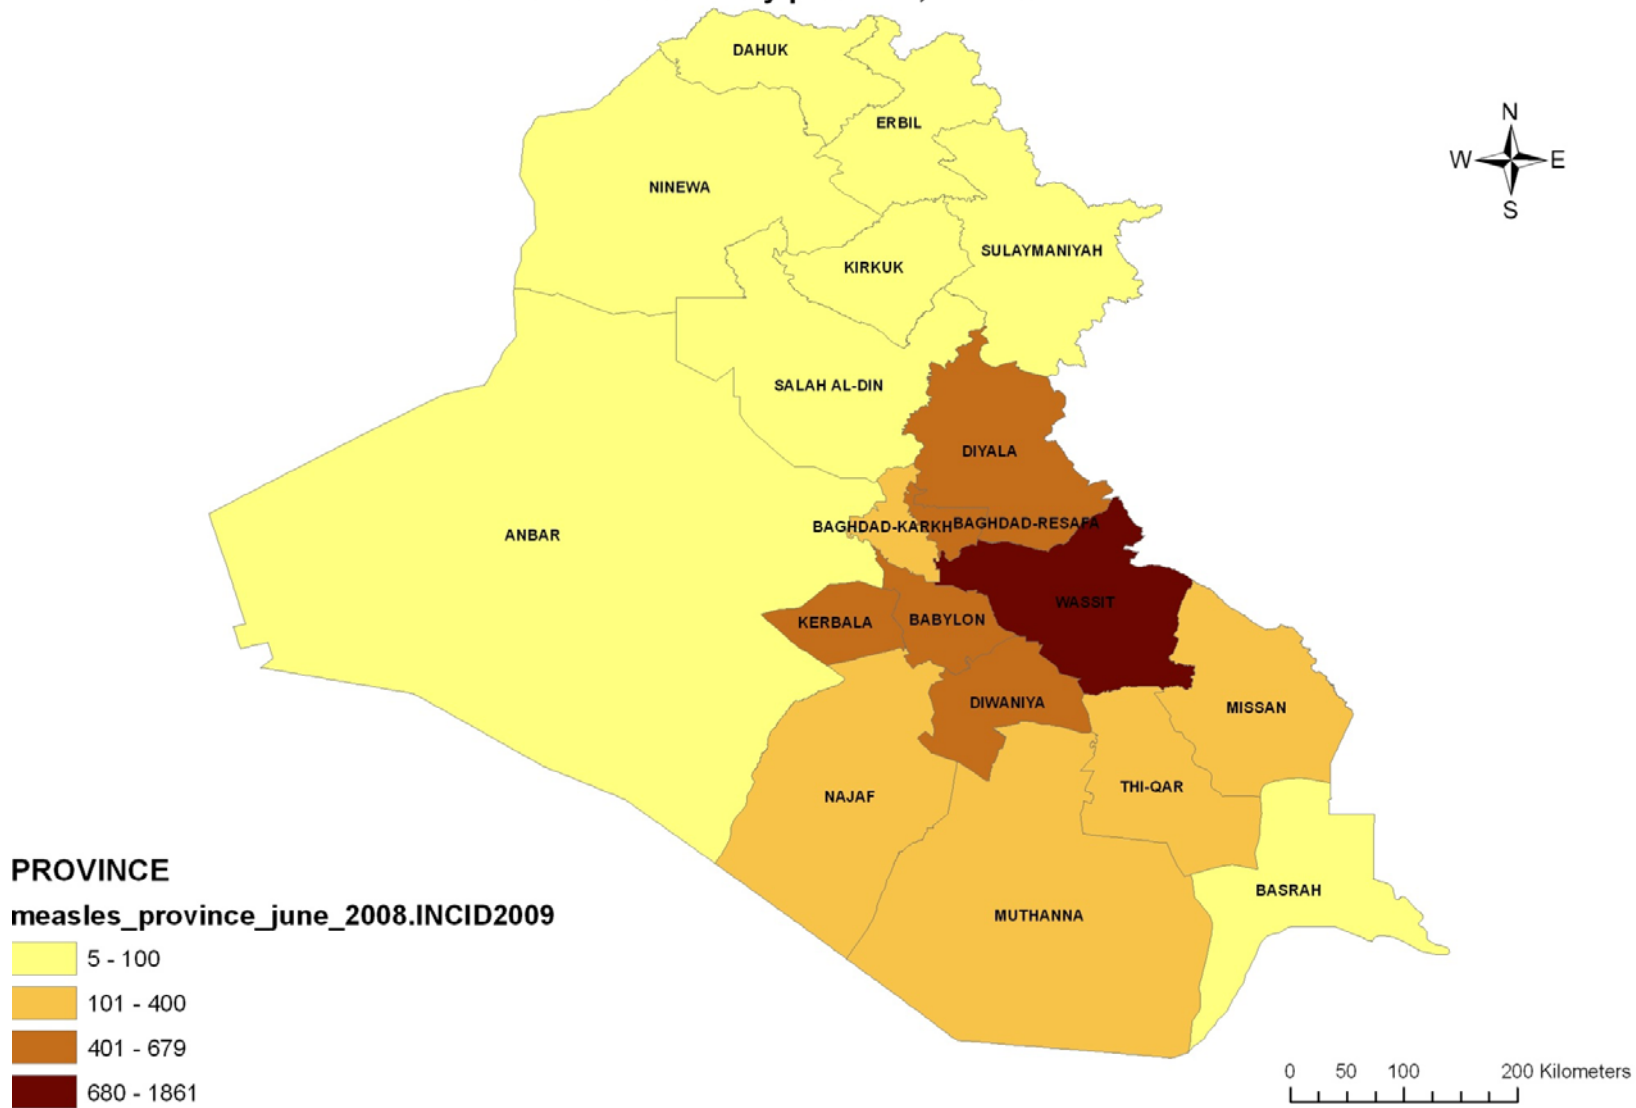 DAHUK
N
ERBIL
W E
NINEWA
S
SULAYMANIYAH
KIRKUK
SALAH AL-DIN
DIYALA
BAGHDAD-KARKH
BAGHDAD-RESAFA
ANBAR
WASSIT
KERBALA
BABYLON
DIWANIYA
MISSAN
THI-QAR
NAJAF
BASRAH
MUTHANNA
PROVINCE
measles_province_june_2008.INCID2009
5 - 100
101 - 400
401 - 679
680 - 1861
0 50 100 200 Kilometers